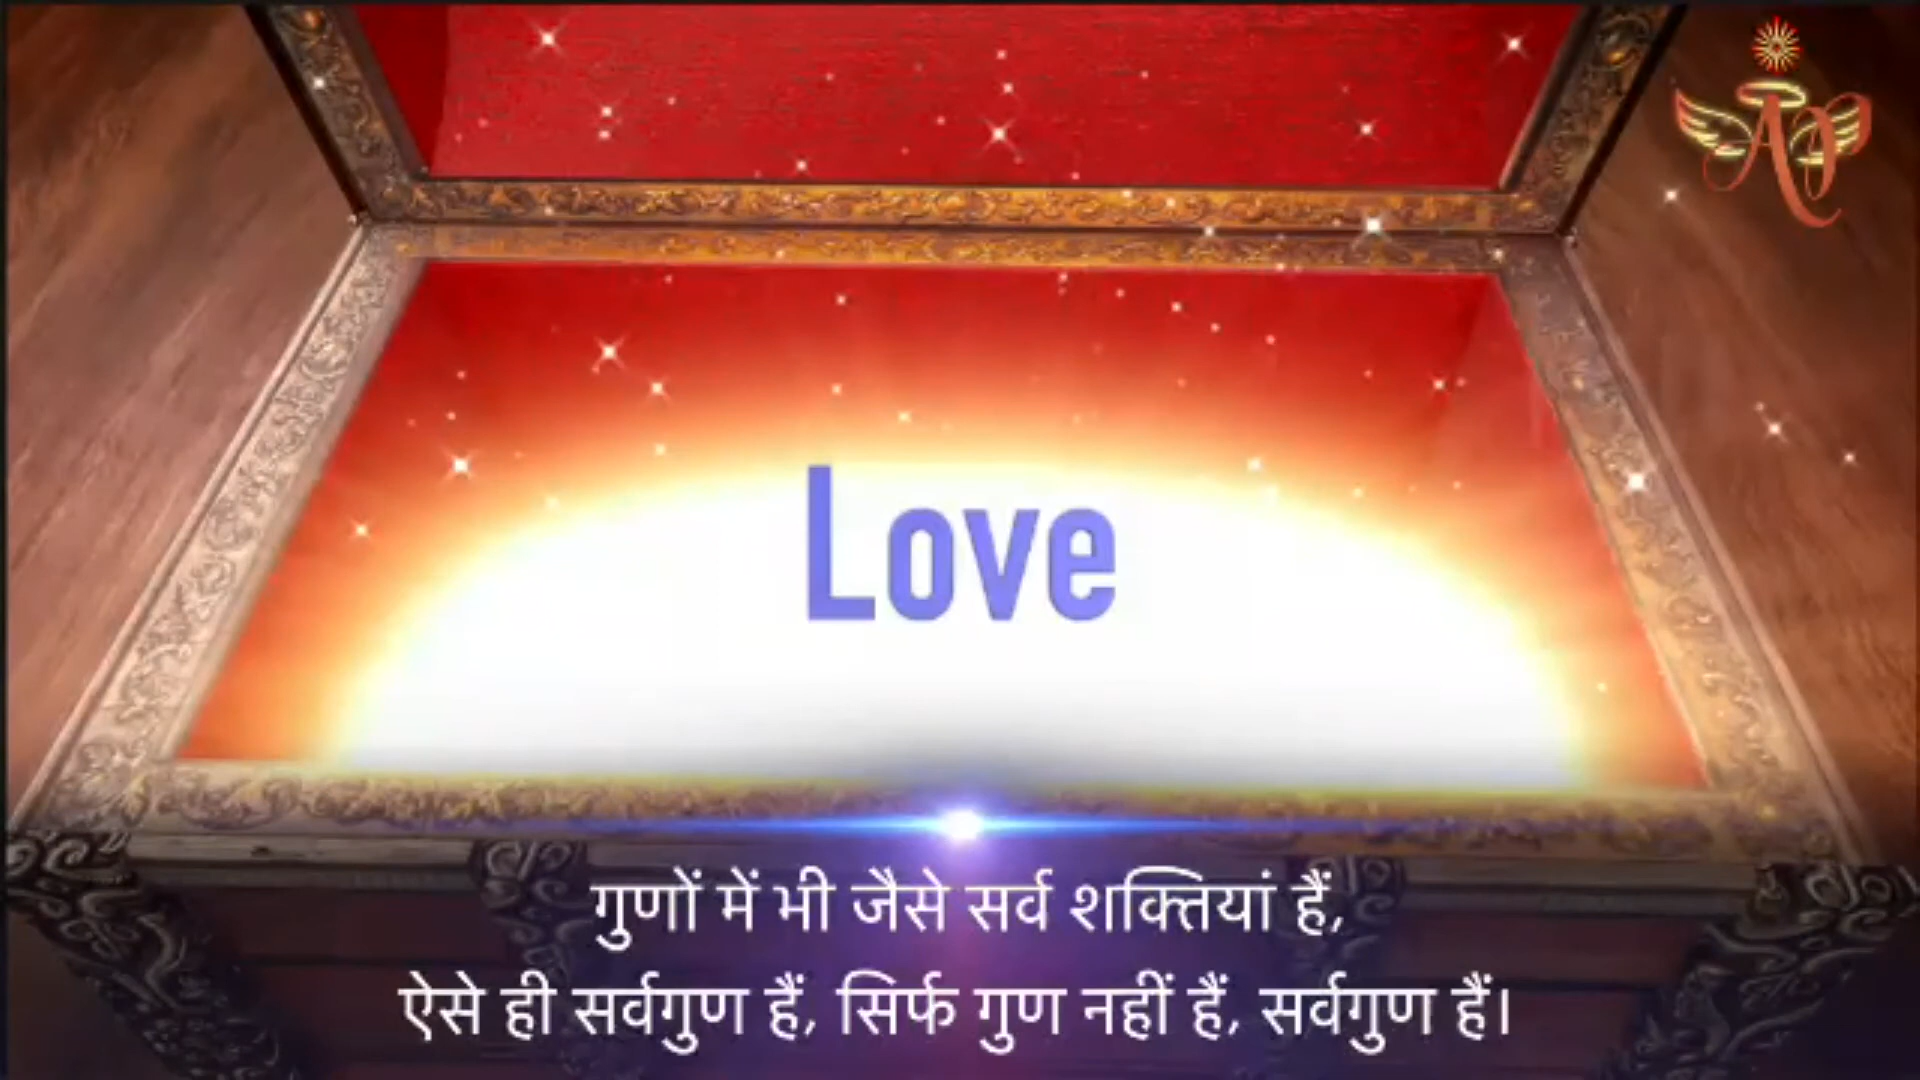 Love
गुणों में भी जैसे सर्व शक्तियां हैं,
ऐसे ही सर्वगुण हैं, सिर्फ गुण नहीं हैं, सर्वगुण हैं।